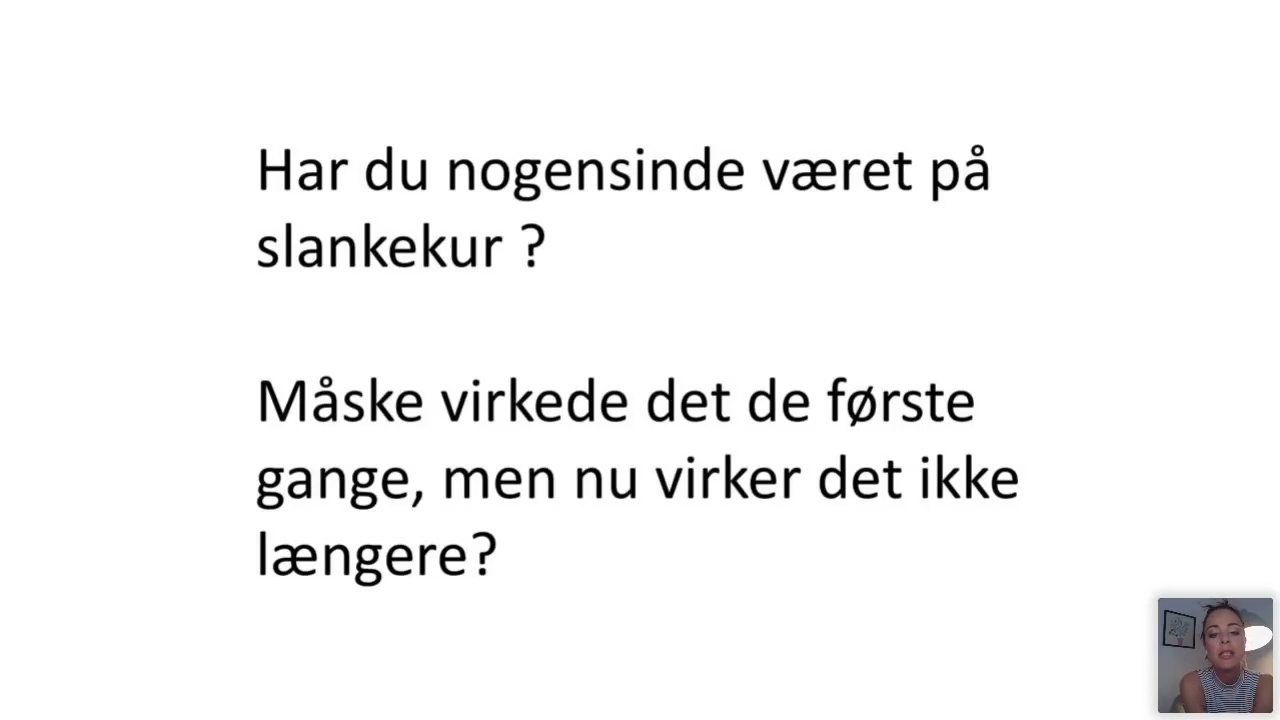 Har du nogensinde været på
slankekur ?
Måske virkede det de første
gange, men nu virker det ikke
længere?